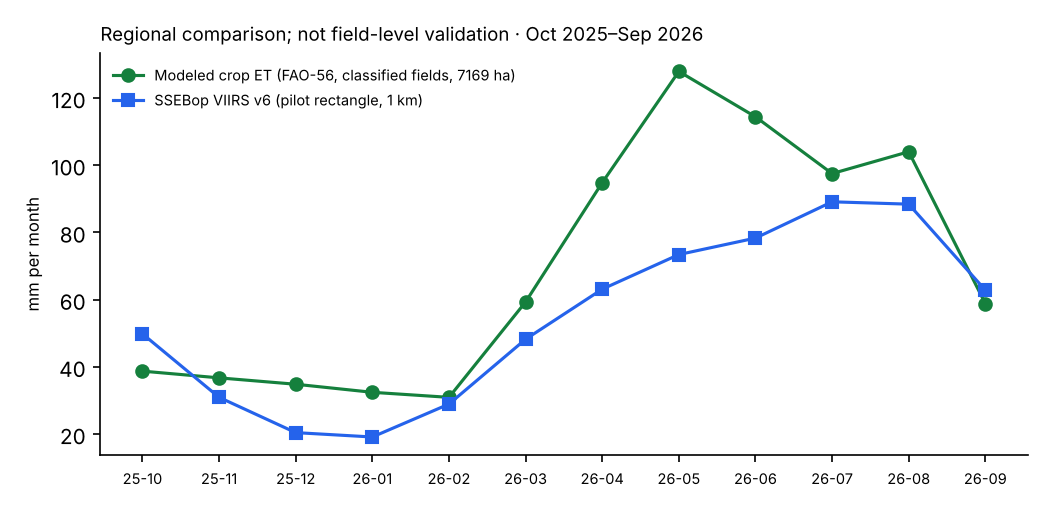 Regional comparison; not field-level validation · Oct 2025–Sep 2026
Modeled crop ET (FAO-56, classified fields, 7169 ha)
SSEBop VIIRS v6 (pilot rectangle, 1 km)
mm per month
120
100
80
60
40
20
25-10 25-11 25-12 26-01 26-02 26-03 26-04 26-05 26-06 26-07 26-08 26-09